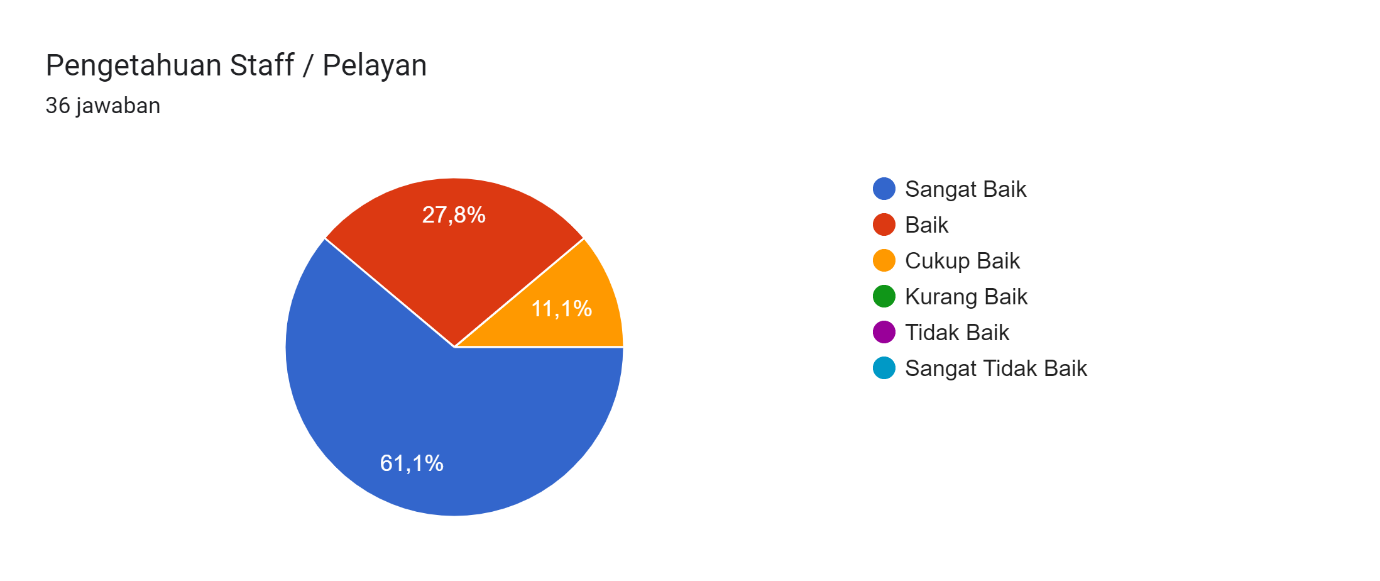 Pengetahuan Staff / Pelayan
36 jawaban
27,8%
11,1%
61,1%
Sangat Baik
Baik
Cukup Baik
Kurang Baik
Tidak Baik
Sangat Tidak Baik